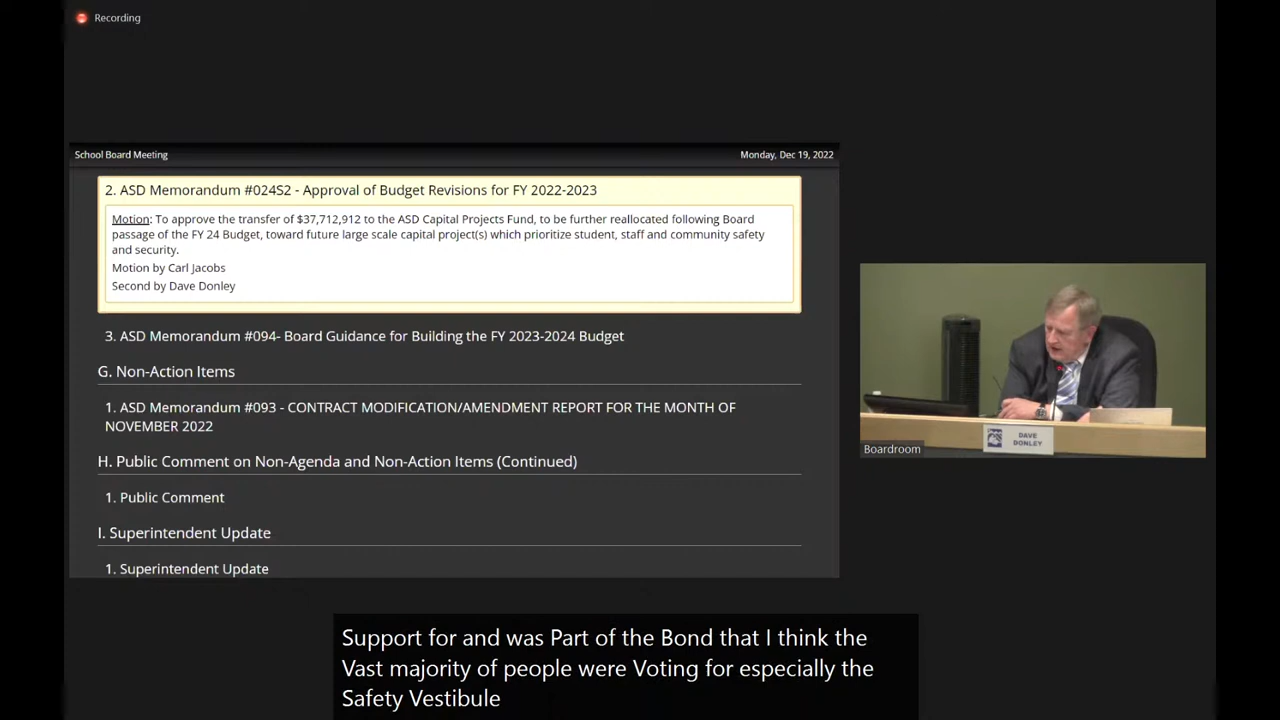 Recording
School Board Meeting
Monday, Dec 19, 2022
2. ASD Memorandum #024S2 - Approval of Budget Revisions for FY 2022-2023
Motion: To approve the transfer of $37,712,912 to the ASD Capital Projects Fund, to be further reallocated following Board
passage of the FY 24 Budget, toward future large scale capital project(s) which prioritize student, staff and community safety
and security.
Motion by Carl Jacobs
Second by Dave Donley
3. ASD Memorandum #094- Board Guidance for Building the FY 2023-2024 Budget
G. Non-Action Items
1. ASD Memorandum #093 - CONTRACT MODIFICATION/AMENDMENT REPORT FOR THE MONTH OF
NOVEMBER 2022
H. Public Comment on Non-Agenda and Non-Action Items (Continued)
1. Public Comment
I. Superintendent Update
1. Superintendent Update
DAVE
DONLEY
Boardroom
Support for and was Part of the Bond that I think the
Vast majority of people were Voting for especially the
Safety Vestibule